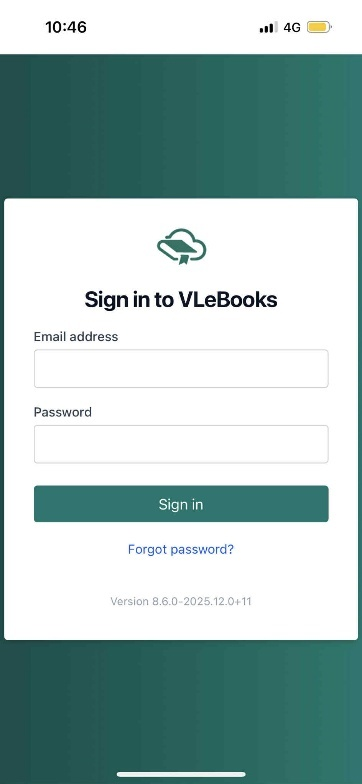 10:46
4G
Sign in to VLeBooks
Email address
Password
Sign in
Forgot password?
Version 8.6.0-2025.12.0+11